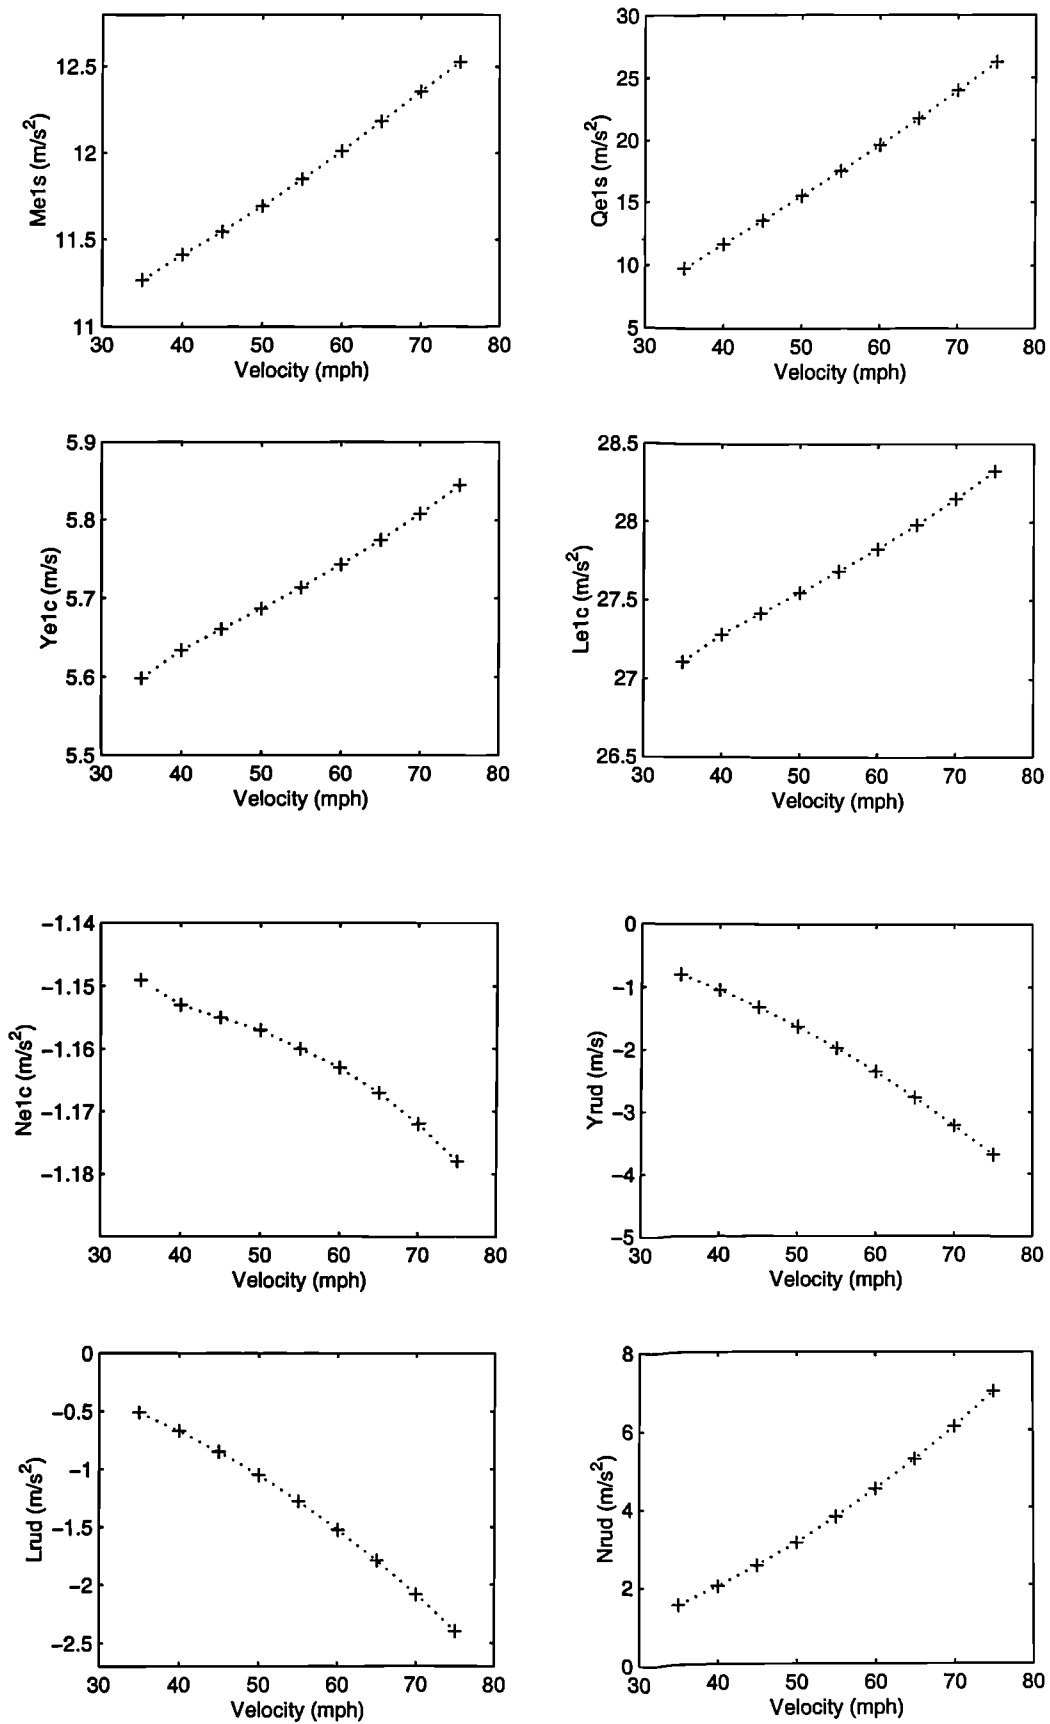 Me1s (m/s²)
12.5
12
11.5
11
30 40 50 60 70 80
Velocity (mph)
Qe1s (m/s²)
30
25
20
15
10
5
30 40 50 60 70 80
Velocity (mph)
Ye1c (m/s)
5.9
5.8
5.7
5.6
5.5
30 40 50 60 70 80
Velocity (mph)
Le1c (m/s²)
28.5
28
27.5
27
26.5
30 40 50 60 70 80
Velocity (mph)
Ne1c (m/s²)
−1.14
−1.15
−1.16
−1.17
−1.18
30 40 50 60 70 80
Velocity (mph)
Yrud (m/s)
0
−1
−2
−3
−4
−5
30 40 50 60 70 80
Velocity (mph)
Lrud (m/s²)
0
−0.5
−1
−1.5
−2
−2.5
30 40 50 60 70 80
Velocity (mph)
Nrud (m/s²)
8
6
4
2
0
30 40 50 60 70 80
Velocity (mph)